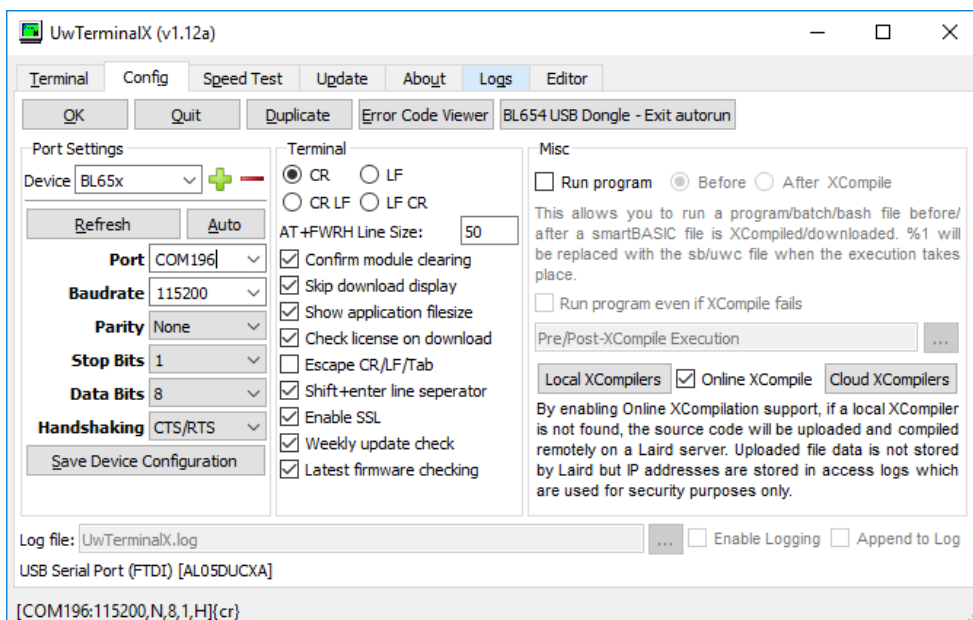 UwTerminalX (v1.12a)
Terminal Config Speed Test Update About Logs Editor
OK Quit Duplicate Error Code Viewer BL654 USB Dongle - Exit autorun
Port Settings
Device BL65x
Refresh Auto
Port COM196
Baudrate 115200
Parity None
Stop Bits 1
Data Bits 8
Handshaking CTS/RTS
Save Device Configuration
Terminal
CR LF
CR LF LF CR
AT+FWRH Line Size: 50
Confirm module clearing
Skip download display
Show application filesize
Check license on download
Escape CR/LF/Tab
Shift+enter line seperator
Enable SSL
Weekly update check
Latest firmware checking
Misc
Run program Before After XCompile
This allows you to run a program/batch/bash file before/
after a smartBASIC file is XCompiled/downloaded. %1 will
be replaced with the sb/uwc file when the execution takes
place.
Run program even if XCompile fails
Pre/Post-XCompile Execution ...
Local XCompilers Online XCompile Cloud XCompilers
By enabling Online XCompilation support, if a local XCompiler
is not found, the source code will be uploaded and compiled
remotely on a Laird server. Uploaded file data is not stored
by Laird but IP addresses are stored in access logs which
are used for security purposes only.
Log file: UwTerminalX.log ... Enable Logging Append to Log
USB Serial Port (FTDI) [AL05DUCXA]
[COM196:115200,N,8,1,H]{cr}